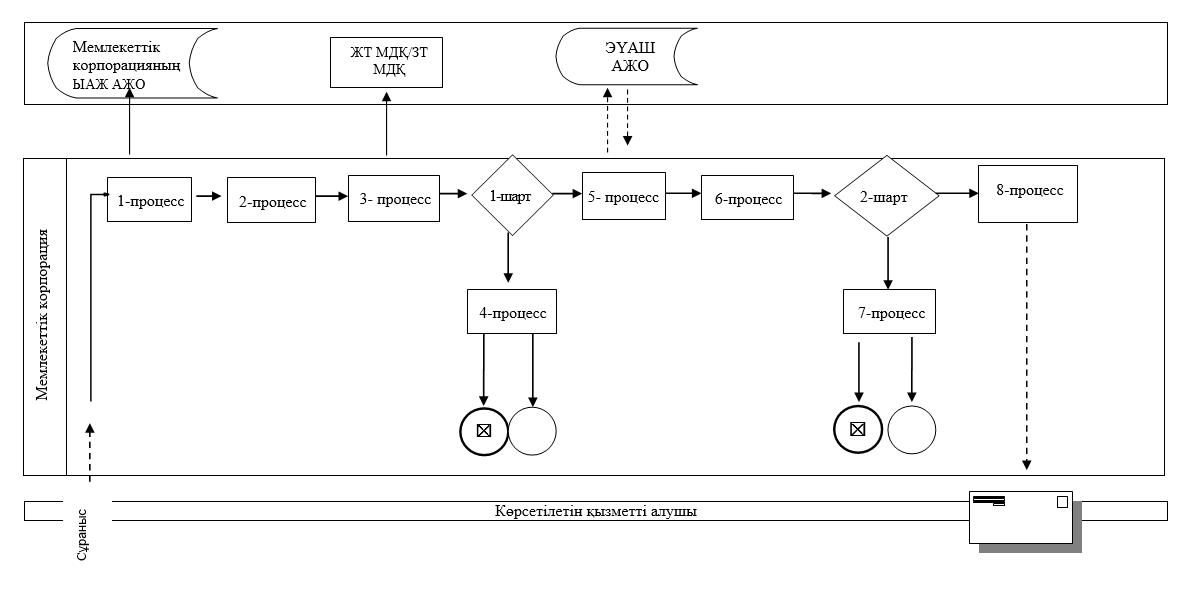 Мемлекеттік
корпорацияның
ЫАЖ АЖО
ЖТ МДҚ/ЗТ
МДҚ
ЭҮАШ
АЖО
Мемлекеттік корпорация
1-процесс
2-процесс
3- процесс
1-шарт
5- процесс
6-процесс
2-шарт
8-процесс
4-процесс
7-процесс
Сұраныс
Көрсетілетін қызметті алушы